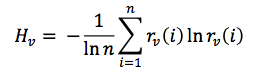 $H_v = -\frac{1}{\ln n}\sum_{i=1}^{n} r_v(i) \ln r_v(i)$